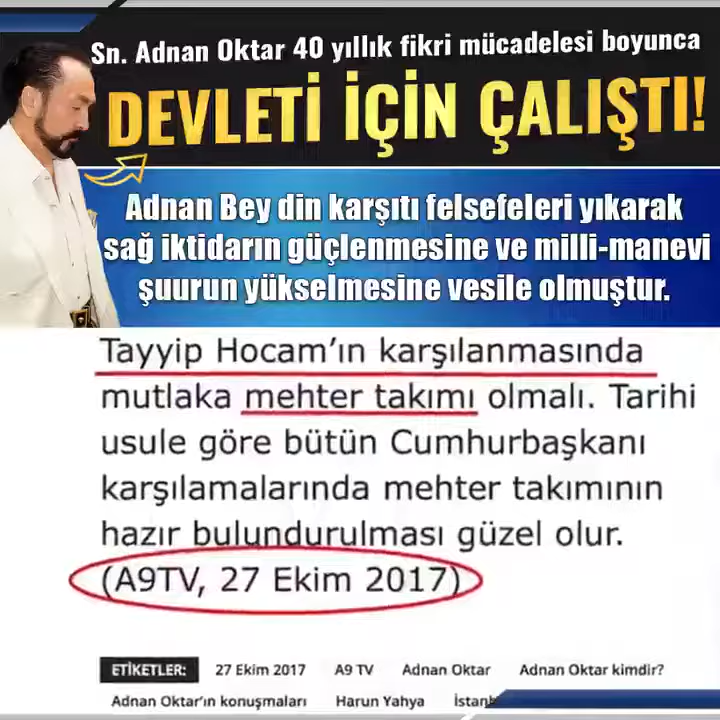 Sn. Adnan Oktar 40 yıllık fikri mücadelesi boyunca
DEVLETİ İÇİN ÇALIŞTI!
Adnan Bey din karşıtı felsefeleri yıkarak
sağ iktidarın güçlenmesine ve milli-manevi
şuurun yükselmesine vesile olmuştur.
Tayyip Hocam'ın karşılanmasında
mutlaka mehter takımı olmalı. Tarihi
usule göre bütün Cumhurbaşkanı
karşılamalarında mehter takımının
hazır bulundurulması güzel olur.
(A9TV, 27 Ekim 2017)
ETİKETLER: 27 Ekim 2017 A9 TV Adnan Oktar Adnan Oktar kimdir?
Adnan Oktar'ın konuşmaları Harun Yahya